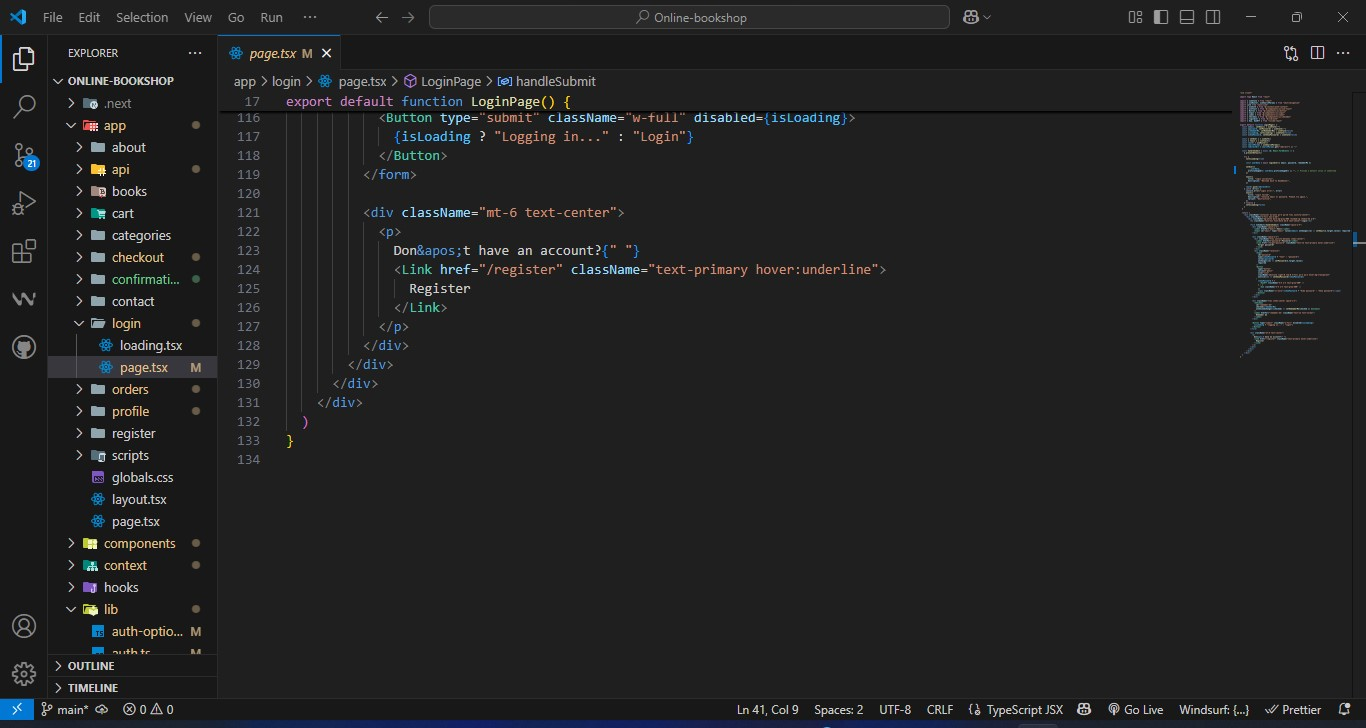 File Edit Selection View Go Run ···
Online-bookshop
EXPLORER
ONLINE-BOOKSHOP
.next
app
about
api
books
cart
categories
checkout
confirmati...
contact
login
loading.tsx
page.tsx M
orders
profile
register
scripts
globals.css
layout.tsx
page.tsx
components
context
hooks
lib
auth-optio... M
auth.ts M
OUTLINE
TIMELINE
21
page.tsx M
app > login > page.tsx > LoginPage > handleSubmit
17 export default function LoginPage() {
116 <Button type="submit" className="w-full" disabled={isLoading}>
117 {isLoading ? "Logging in..." : "Login"}
118 </Button>
119 </form>
120
121 <div className="mt-6 text-center">
122 <p>
123 Don&apos;t have an account?{" "}
124 <Link href="/register" className="text-primary hover:underline">
125 Register
126 </Link>
127 </p>
128 </div>
129 </div>
130 </div>
131 </div>
132 )
133 }
134
main* 0 0 Ln 41, Col 9 Spaces: 2 UTF-8 CRLF {} TypeScript JSX Go Live Windsurf: {...} Prettier